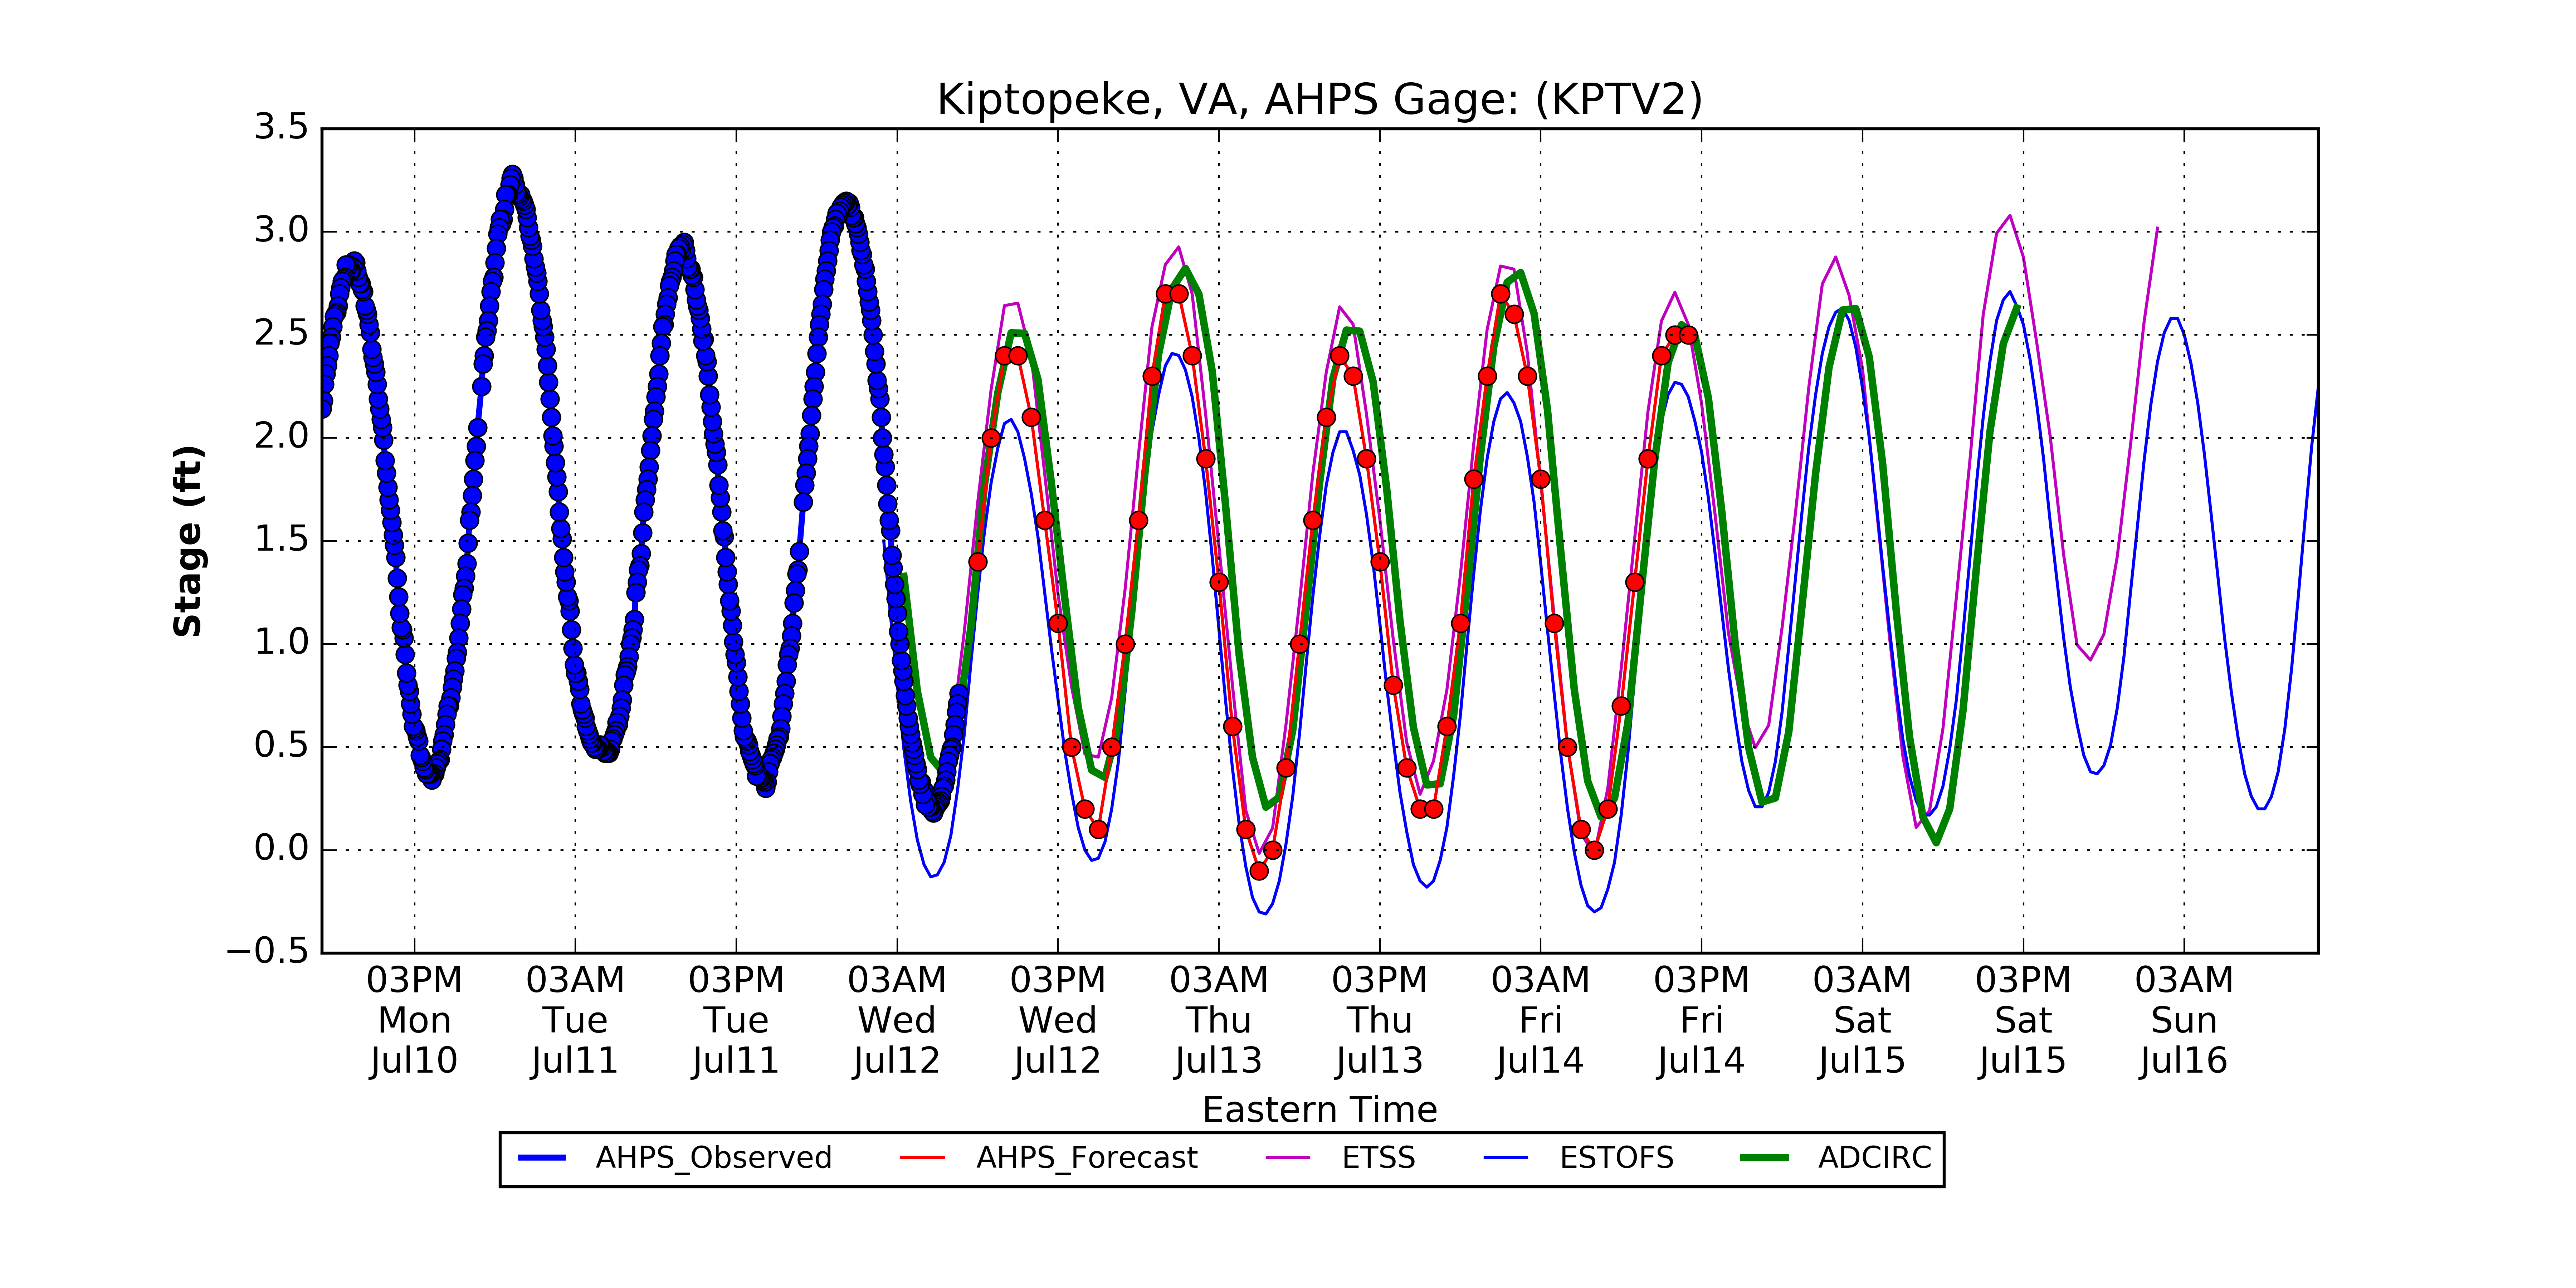 Kiptopeke, VA, AHPS Gage: (KPTV2)
3.5
3.0
2.5
2.0
1.5
1.0
0.5
0.0
−0.5
Stage (ft)
03PM 03AM 03PM 03AM 03PM 03AM 03PM 03AM 03PM 03AM 03PM 03AM
Mon Tue Tue Wed Wed Thu Thu Fri Fri Sat Sat Sun
Jul10 Jul11 Jul11 Jul12 Jul12 Jul13 Jul13 Jul14 Jul14 Jul15 Jul15 Jul16
Eastern Time
AHPS_Observed AHPS_Forecast ETSS ESTOFS ADCIRC